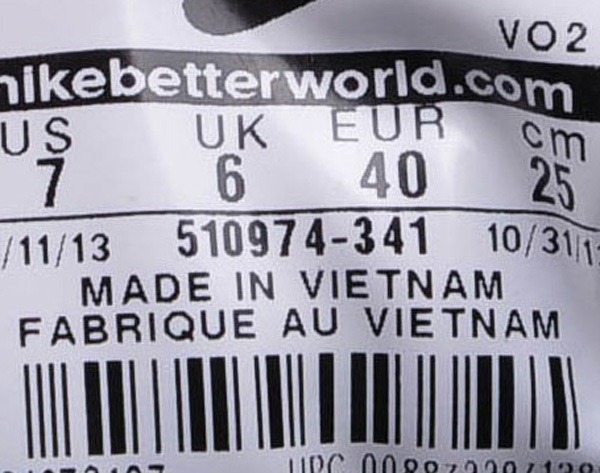 VO2
nikebetterworld.com
US UK EUR cm
7 6 40 25
/11/13 510974-341 10/31/1
MADE IN VIETNAM
FABRIQUE AU VIETNAM
UPC